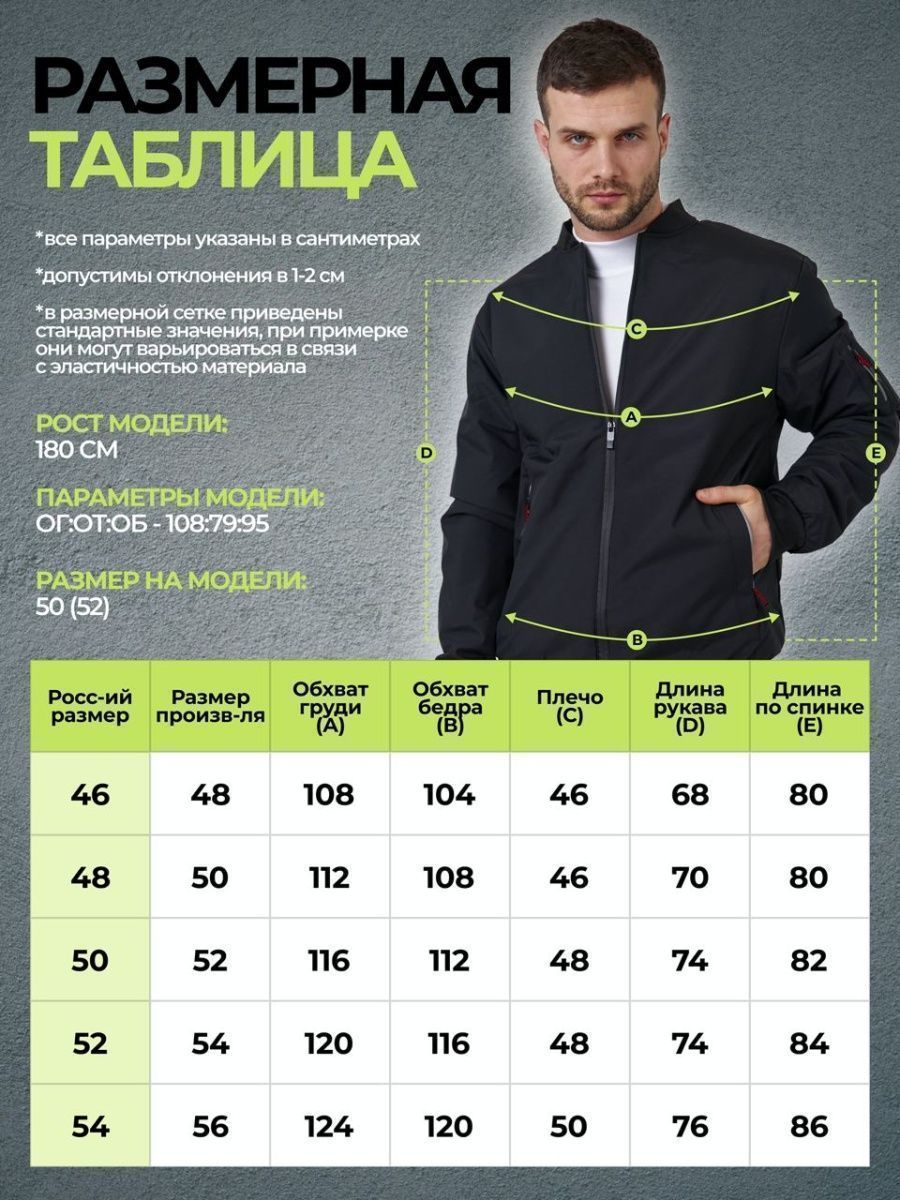 РАЗМЕРНАЯ
ТАБЛИЦА
*все параметры указаны в сантиметрах
*допустимы отклонения в 1-2 см
*в размерной сетке приведены
стандартные значения, при примерке
они могут варьироваться в связи
с эластичностью материала
РОСТ МОДЕЛИ:
180 СМ
ПАРАМЕТРЫ МОДЕЛИ:
ОГ:ОТ:ОБ - 108:79:95
РАЗМЕР НА МОДЕЛИ:
50 (52)
C
A
D
E
B
Росс-ий размер Размер произв-ля Обхват груди (A) Обхват бедра (B) Плечо (C) Длина рукава (D) Длина по спинке (E)
46 48 108 104 46 68 80
48 50 112 108 46 70 80
50 52 116 112 48 74 82
52 54 120 116 48 74 84
54 56 124 120 50 76 86